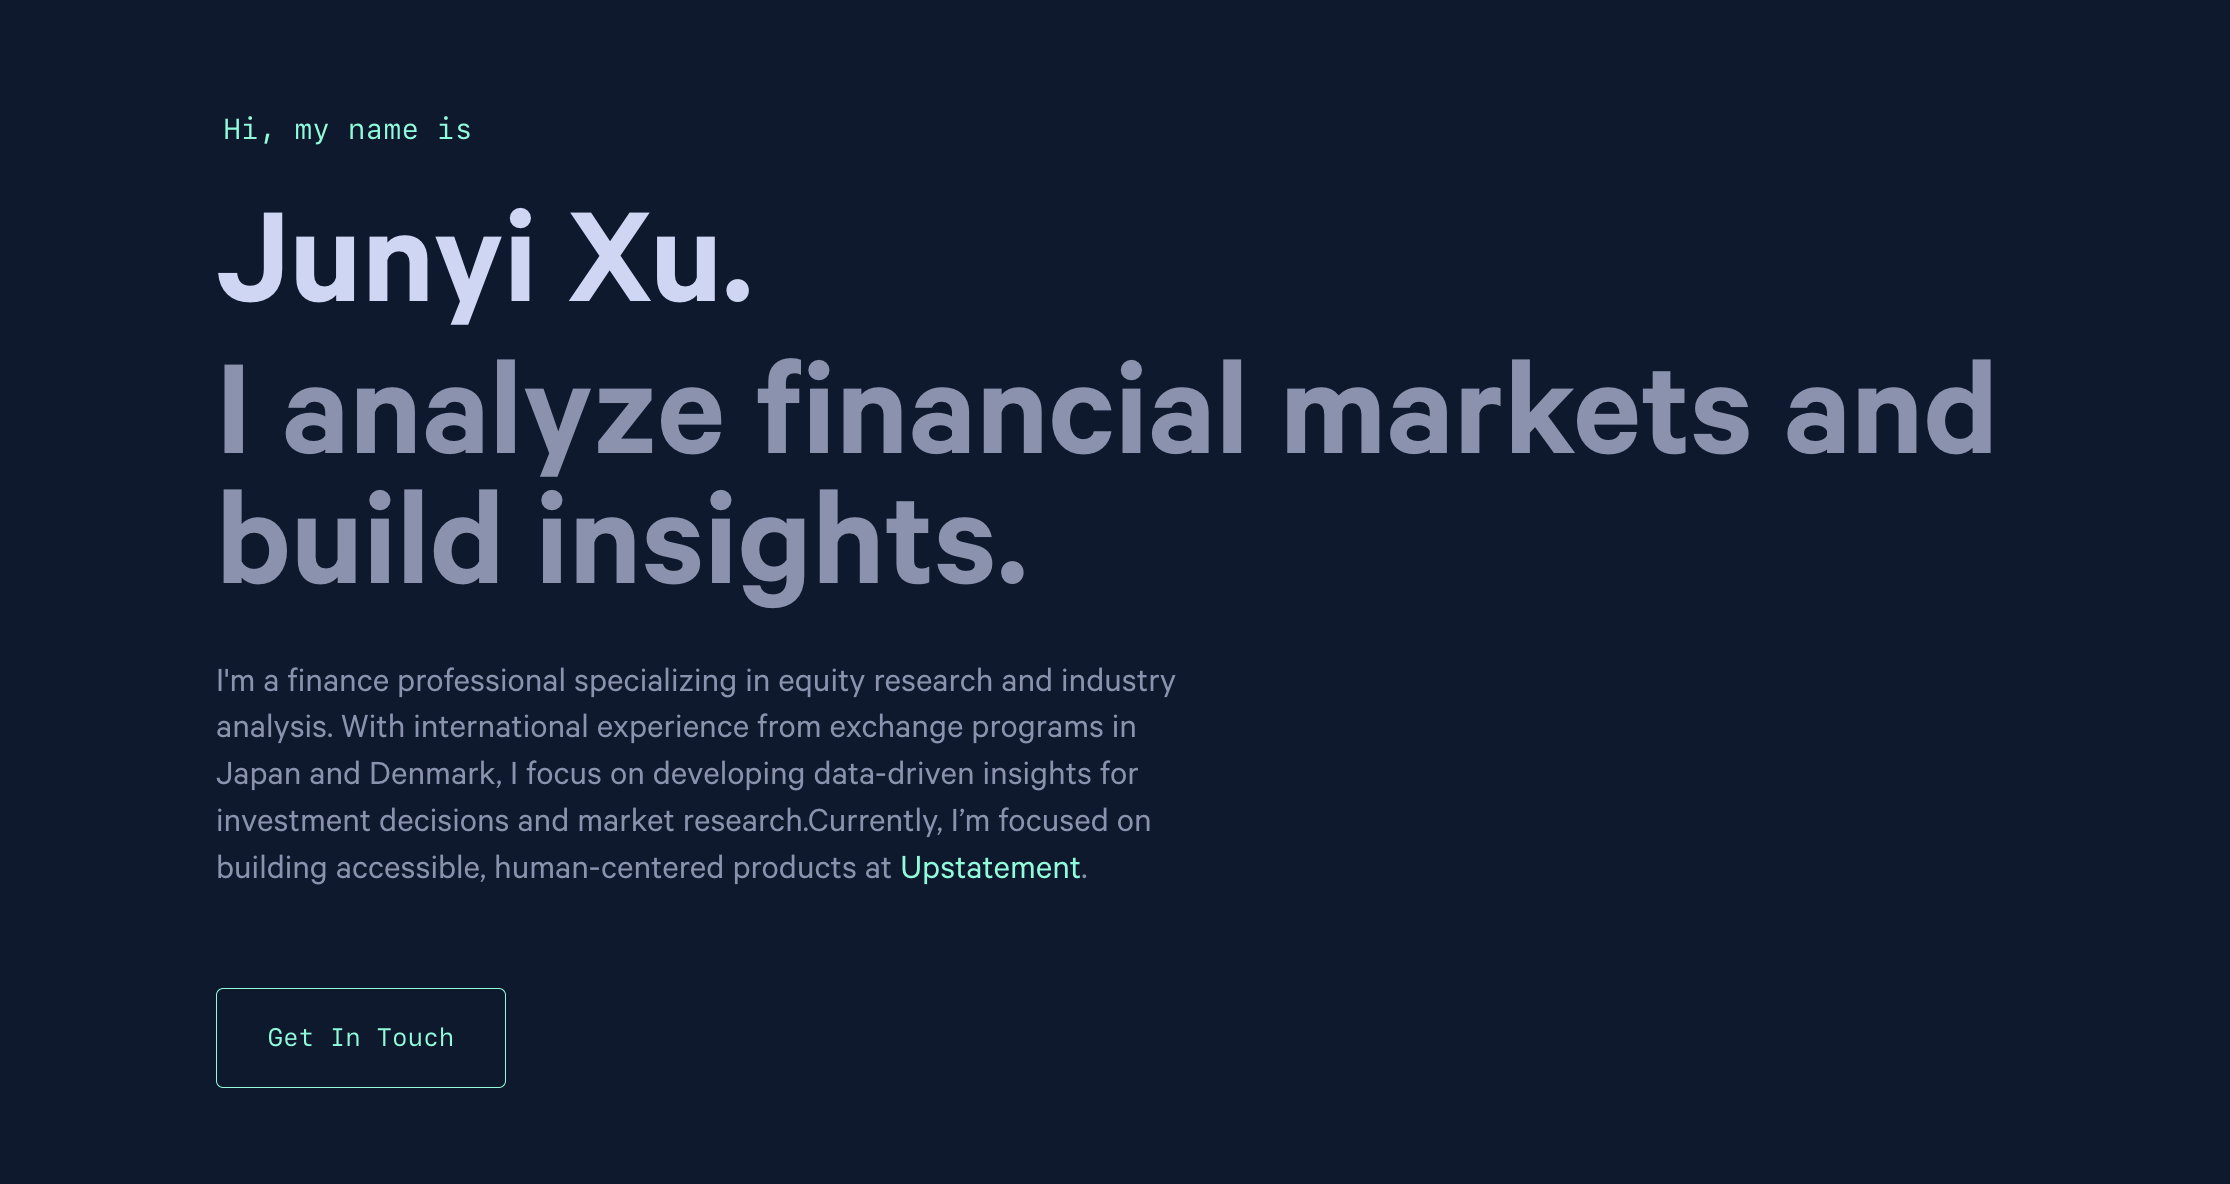 Hi, my name is
Junyi Xu.
I analyze financial markets and
build insights.
I'm a finance professional specializing in equity research and industry
analysis. With international experience from exchange programs in
Japan and Denmark, I focus on developing data-driven insights for
investment decisions and market research.Currently, I’m focused on
building accessible, human-centered products at Upstatement.
Get In Touch